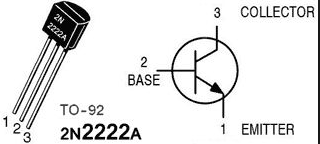 2N
2222A
1 2 3
TO-92
2N2222A
3 COLLECTOR
2
BASE
1 EMITTER